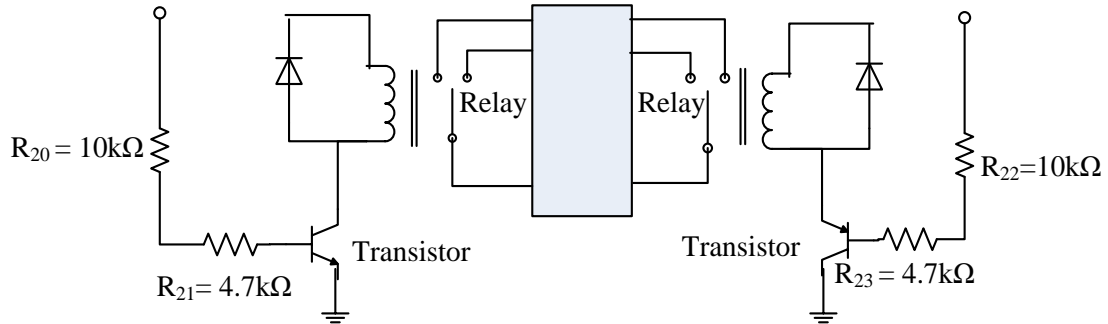 Relay
Relay
R₂₀ = 10kΩ
R₂₂=10kΩ
Transistor
Transistor
R₂₁= 4.7kΩ
R₂₃= 4.7kΩ